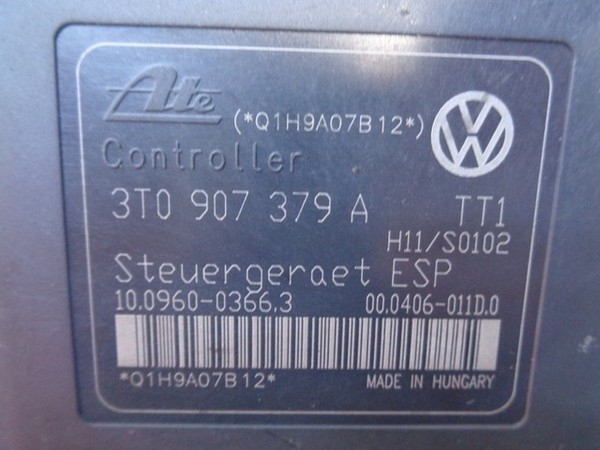 Ate (*Q1H9A07B12*)
Controller
3T0 907 379 A TT1
H11/S0102
Steuergeraet ESP
10.0960-0366.3 00.0406-011D.0
*Q1H9A07B12* MADE IN HUNGARY